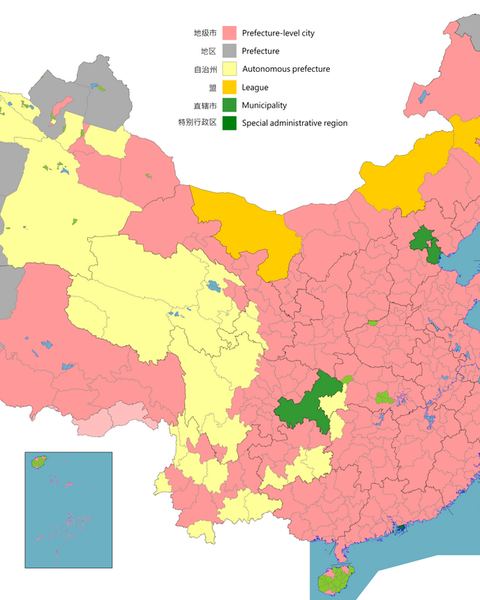 地级市 Prefecture-level city
地区 Prefecture
自治州 Autonomous prefecture
盟 League
直辖市 Municipality
特别行政区 Special administrative region